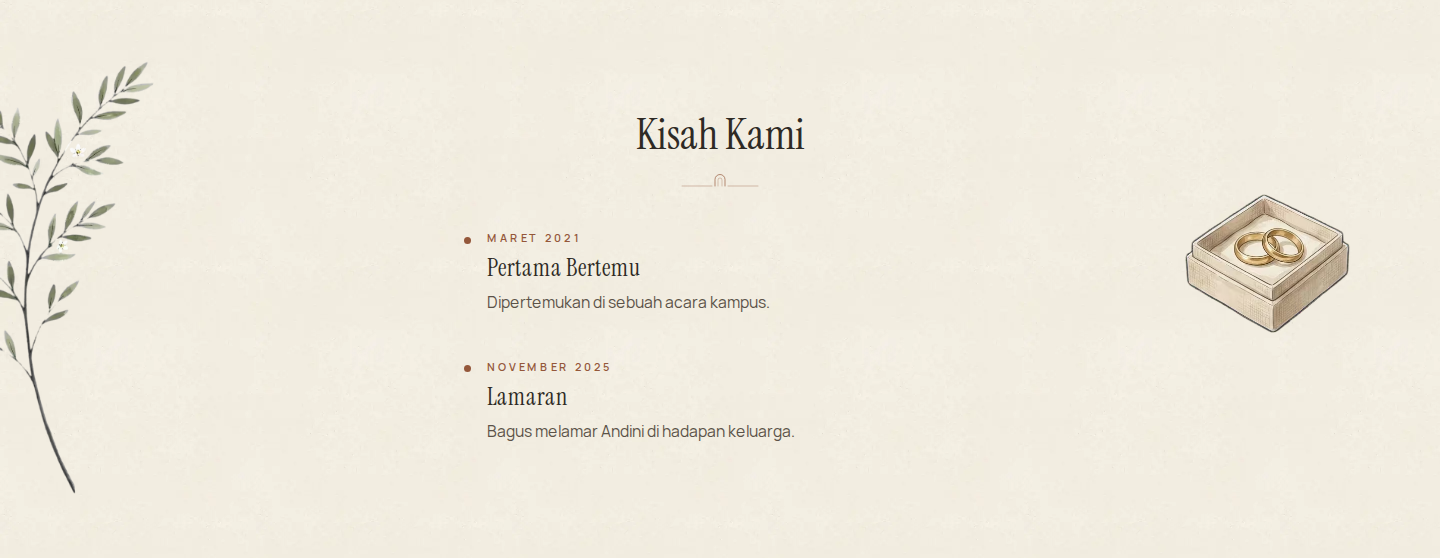 Kisah Kami
MARET 2021
Pertama Bertemu
Dipertemukan di sebuah acara kampus.
NOVEMBER 2025
Lamaran
Bagus melamar Andini di hadapan keluarga.